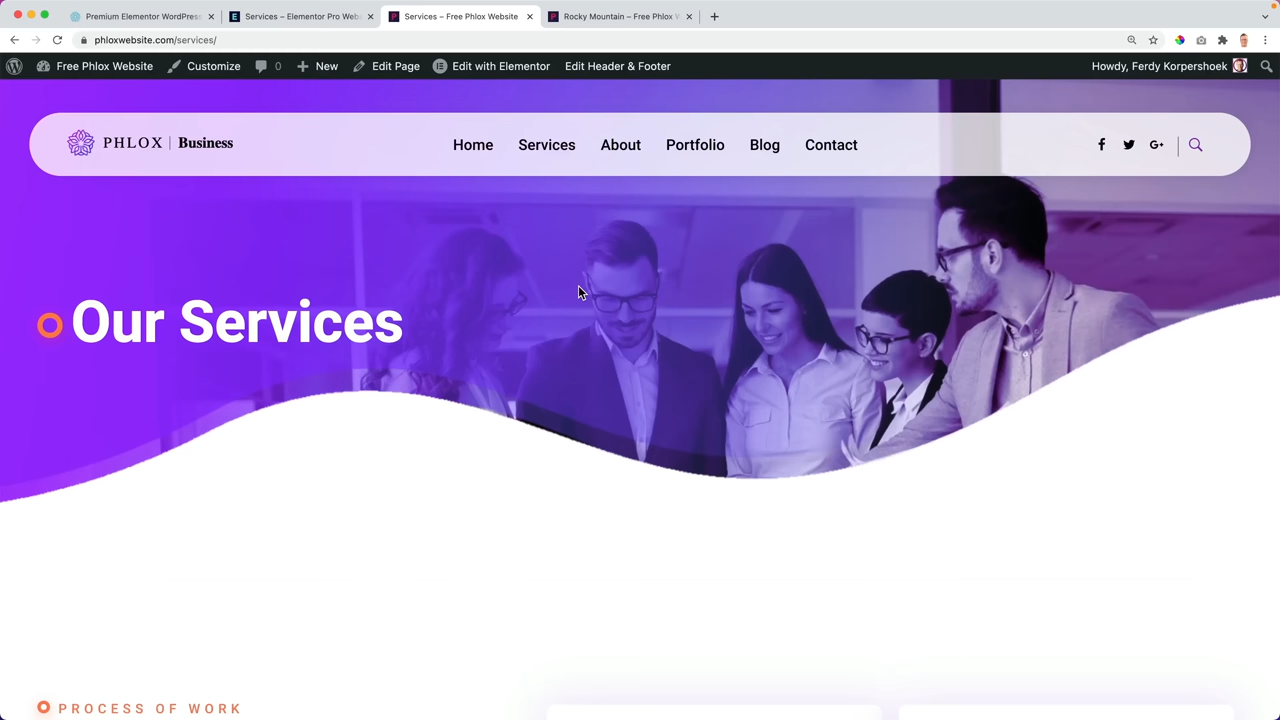 Premium Elementor WordPress
Services – Elementor Pro Webs
Services – Free Phlox Website
Rocky Mountain – Free Phlox W
phloxwebsite.com/services/
Free Phlox Website
Customize
0
New
Edit Page
Edit with Elementor
Edit Header & Footer
Howdy, Ferdy Korpershoek
PHLOX | Business
Home
Services
About
Portfolio
Blog
Contact
Our Services
PROCESS OF WORK